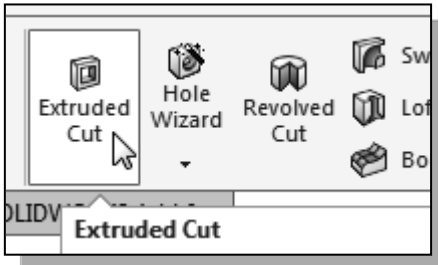 Extruded
Cut
Hole
Wizard
Revolved
Cut
Sw
Lof
Bo
Extruded Cut